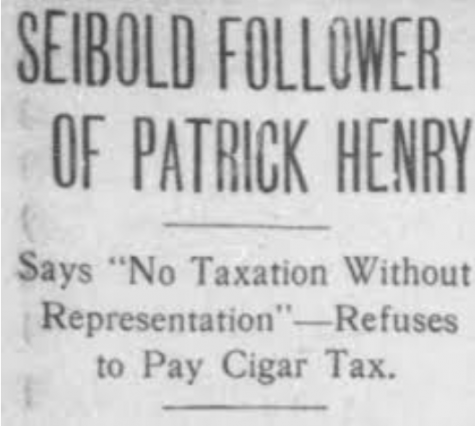 SEIBOLD FOLLOWER
OF PATRICK HENRY
Says "No Taxation Without
Representation"—Refuses
to Pay Cigar Tax.